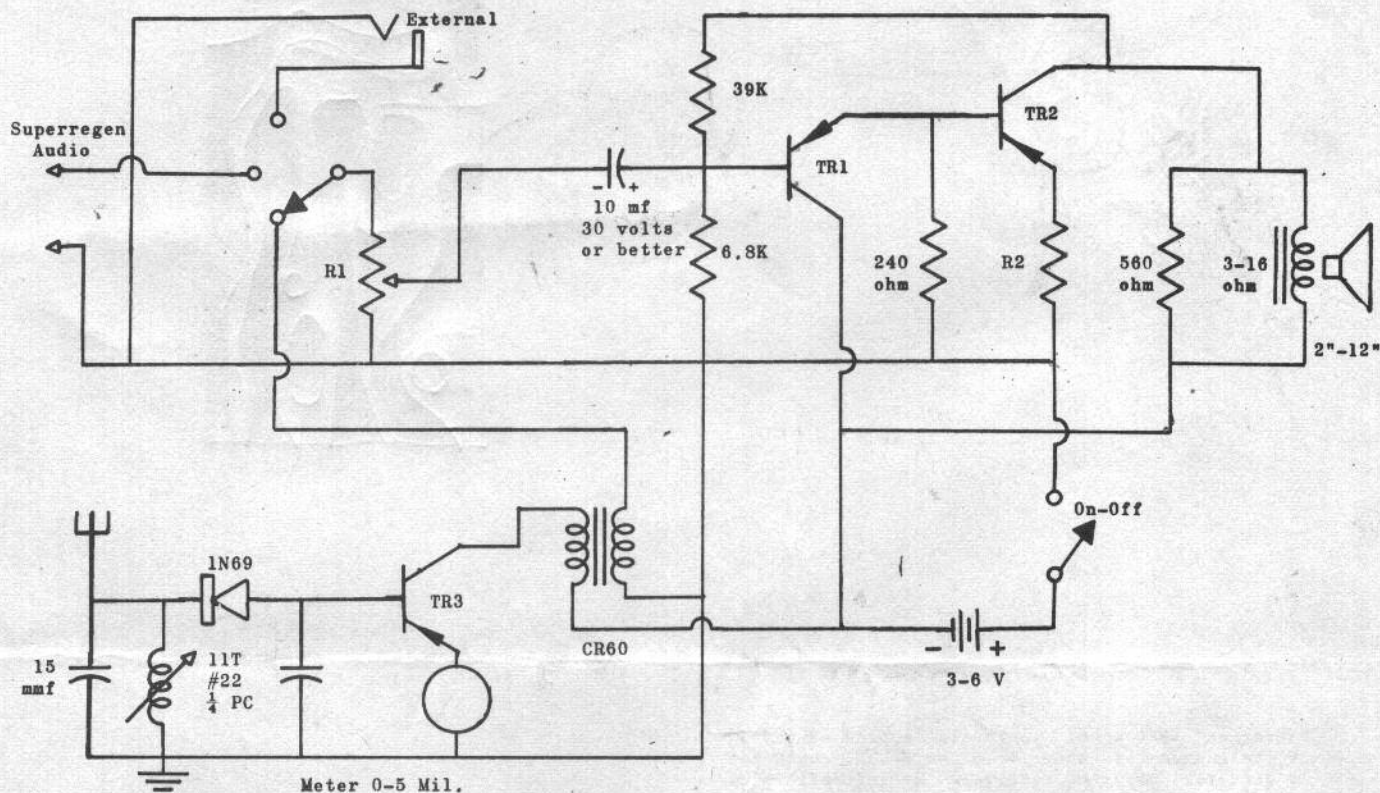 External
Superregen
Audio
39K
TR1
TR2
- +
10 mf
30 volts
or better
6.8K
R1
240
ohm
R2
560
ohm
3-16
ohm
2"-12"
On-Off
- +
3-6 V
1N69
TR3
CR60
15
mmf
11T
#22
¼ PC
Meter 0-5 Mil.